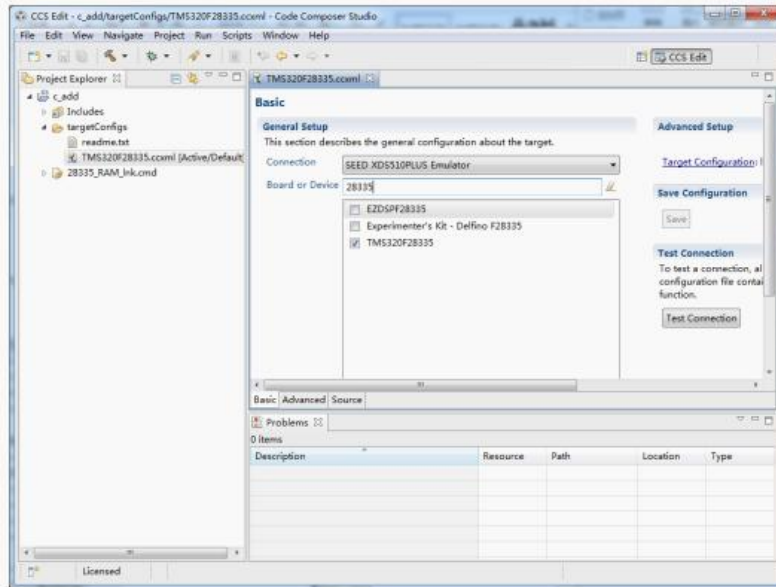 CCS Edit - c_add/targetConfigs/TMS320F28335.ccxml - Code Composer Studio
File Edit View Navigate Project Run Scripts Window Help
CCS Edit
Project Explorer
c_add
Includes
targetConfigs
readme.txt
TMS320F28335.ccxml [Active/Default]
28335_RAM_lnk.cmd
TMS320F28335.ccxml
Basic
General Setup
This section describes the general configuration about the target.
Connection SEED XDS510PLUS Emulator
Board or Device 28335
EZDSPF28335
Experimenter's Kit - Delfino F28335
TMS320F28335
Advanced Setup
Target Configuration:
Save Configuration
Save
Test Connection
To test a connection, al
configuration file contai
function.
Test Connection
Basic Advanced Source
Problems
0 items
Description Resource Path Location Type
Licensed